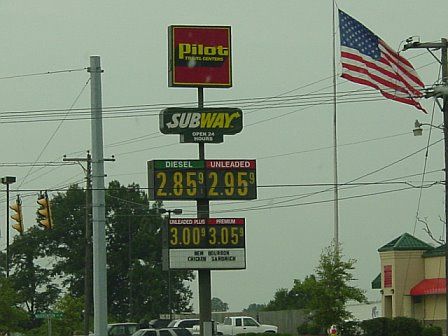 Pilot
TRAVEL CENTERS
SUBWAY
OPEN 24
HOURS
DIESEL UNLEADED
2.85 9 2.95 9
UNLEADED PLUS PREMIUM
3.00 9 3.05 9
NEW BOURBON
CHICKEN SANDWICH